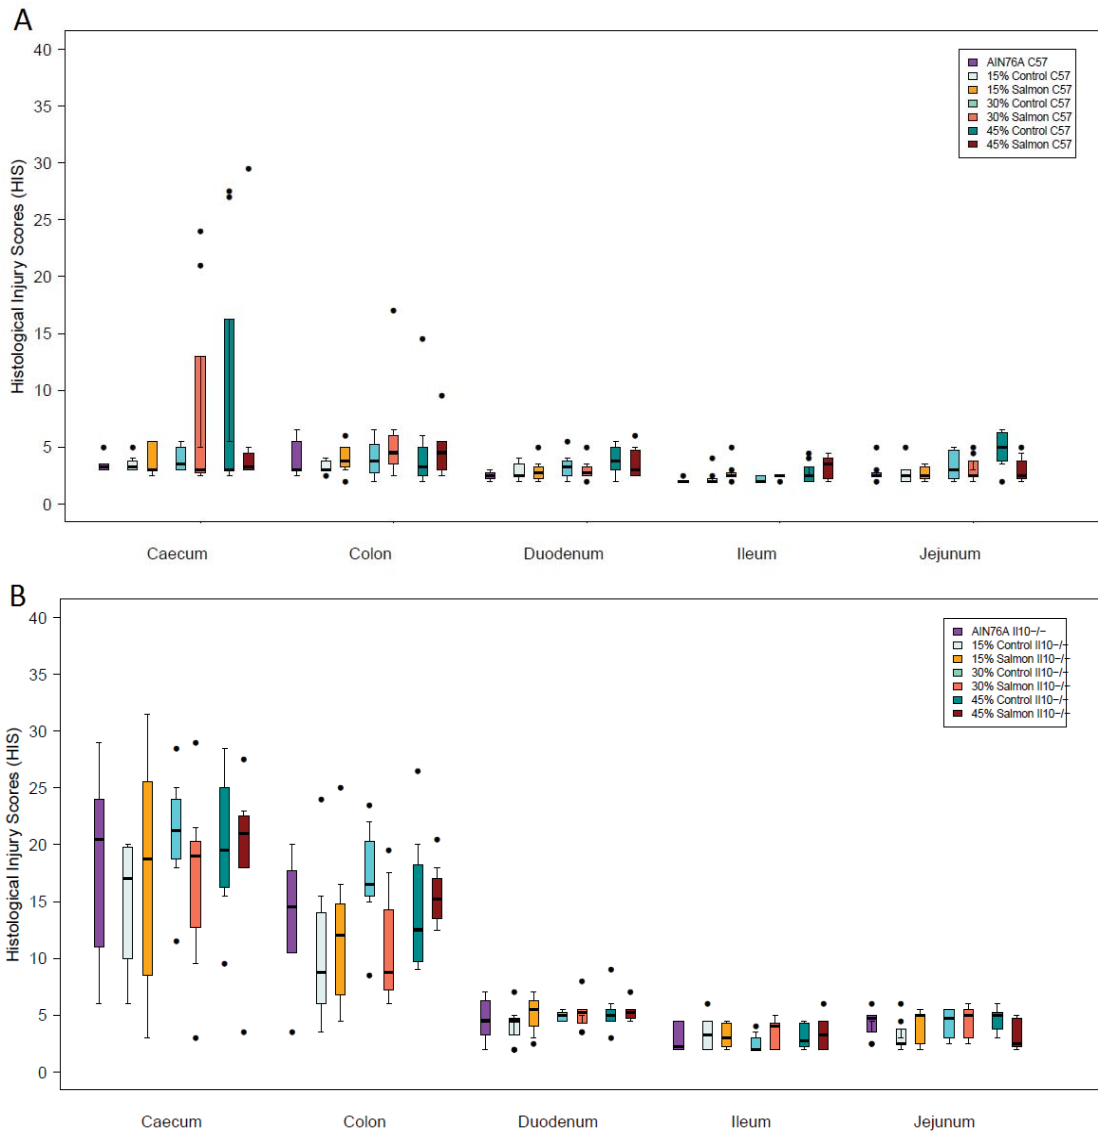 A
Histological Injury Scores (HIS)
40
35
30
25
20
15
10
5
0
AIN76A C57
15% Control C57
15% Salmon C57
30% Control C57
30% Salmon C57
45% Control C57
45% Salmon C57
Caecum Colon Duodenum Ileum Jejunum
B
Histological Injury Scores (HIS)
40
35
30
25
20
15
10
5
0
AIN76A Il10−/−
15% Control Il10−/−
15% Salmon Il10−/−
30% Control Il10−/−
30% Salmon Il10−/−
45% Control Il10−/−
45% Salmon Il10−/−
Caecum Colon Duodenum Ileum Jejunum